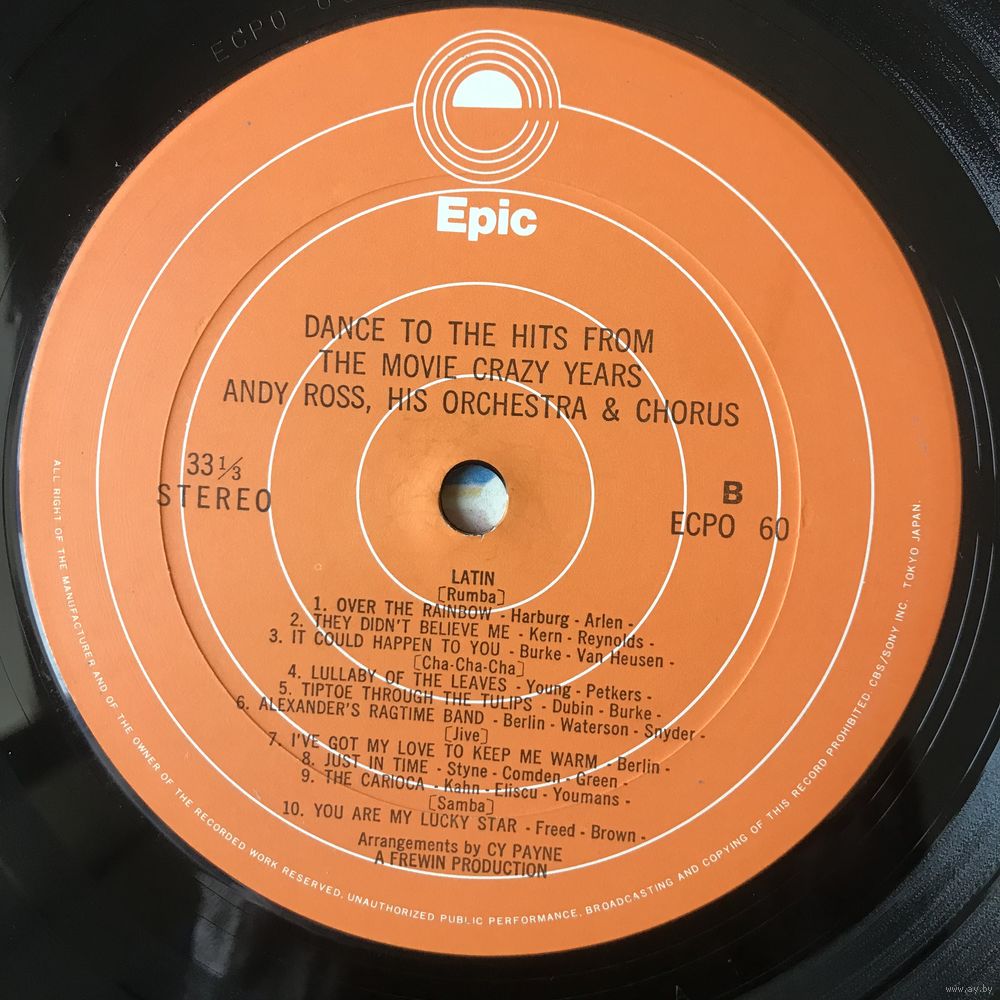 ECPO-60
Epic
DANCE TO THE HITS FROM
THE MOVIE CRAZY YEARS
ANDY ROSS, HIS ORCHESTRA & CHORUS
33 1/3
STEREO
B
ECPO 60
LATIN
[Rumba]
1. OVER THE RAINBOW - Harburg - Arlen -
2. THEY DIDN'T BELIEVE ME - Kern - Reynolds -
3. IT COULD HAPPEN TO YOU - Burke - Van Heusen -
[Cha-Cha-Cha]
4. LULLABY OF THE LEAVES - Young - Petkers -
5. TIPTOE THROUGH THE TULIPS - Dubin - Burke -
6. ALEXANDER'S RAGTIME BAND - Berlin - Waterson - Snyder -
[Jive]
7. I'VE GOT MY LOVE TO KEEP ME WARM - Berlin -
8. JUST IN TIME - Styne - Comden - Green -
9. THE CARIOCA - Kahn - Eliscu - Youmans -
[Samba]
10. YOU ARE MY LUCKY STAR - Freed - Brown -
Arrangements by CY PAYNE
A FREWIN PRODUCTION
ALL RIGHT OF THE MANUFACTURER AND OF THE OWNER OF THE RECORDED WORK RESERVED. UNAUTHORIZED PUBLIC PERFORMANCE, BROADCASTING AND COPYING OF THIS RECORD PROHIBITED CBS/SONY INC. TOKYO JAPAN.
www.ay.by